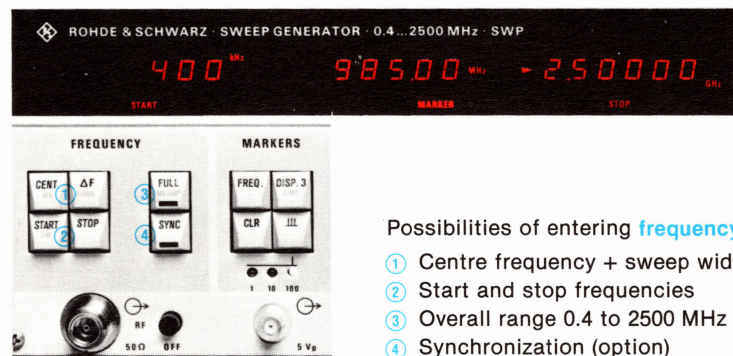 ROHDE & SCHWARZ · SWEEP GENERATOR · 0.4...2500 MHz · SWP
400 kHz 985.00 MHz 2.50000 GHz
START MARKER STOP
FREQUENCY MARKERS
CENT ΔF FULL FREQ. DISP. 3
1 3
START STOP SYNC CLR
2 4
1 10 100
RF
50Ω OFF 5 Vp
Possibilities of entering frequency
1 Centre frequency + sweep wid
2 Start and stop frequencies
3 Overall range 0.4 to 2500 MHz
4 Synchronization (option)